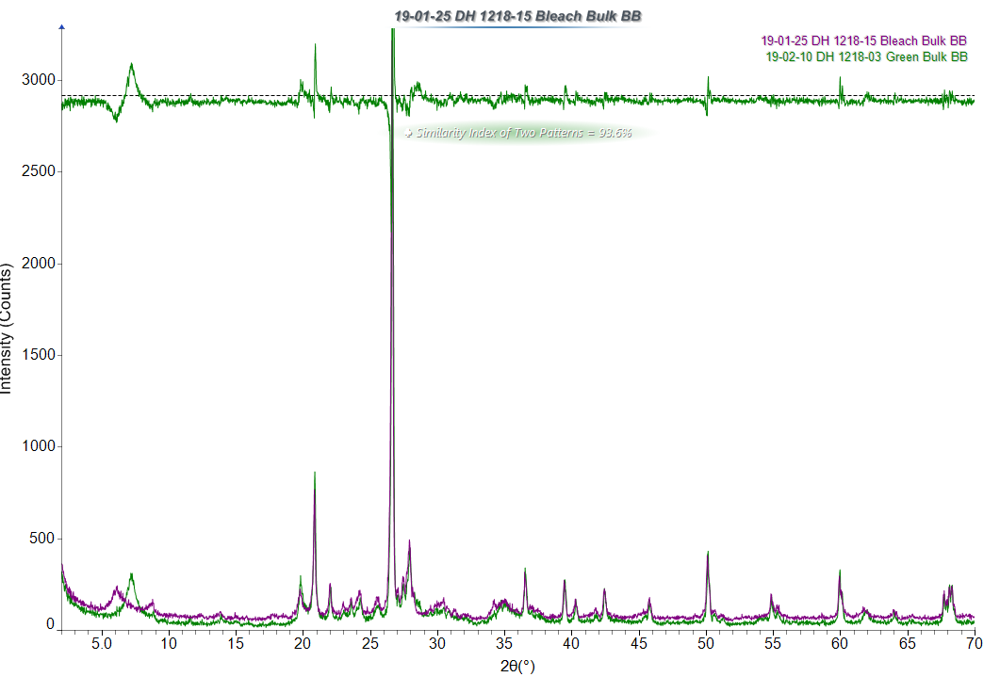 19-01-25 DH 1218-15 Bleach Bulk BB
19-01-25 DH 1218-15 Bleach Bulk BB
19-02-10 DH 1218-03 Green Bulk BB
Similarity Index of Two Patterns = 93.6%
Intensity (Counts)
3000
2500
2000
1500
1000
500
0
5.0 10 15 20 25 30 35 40 45 50 55 60 65 70
2θ(°)